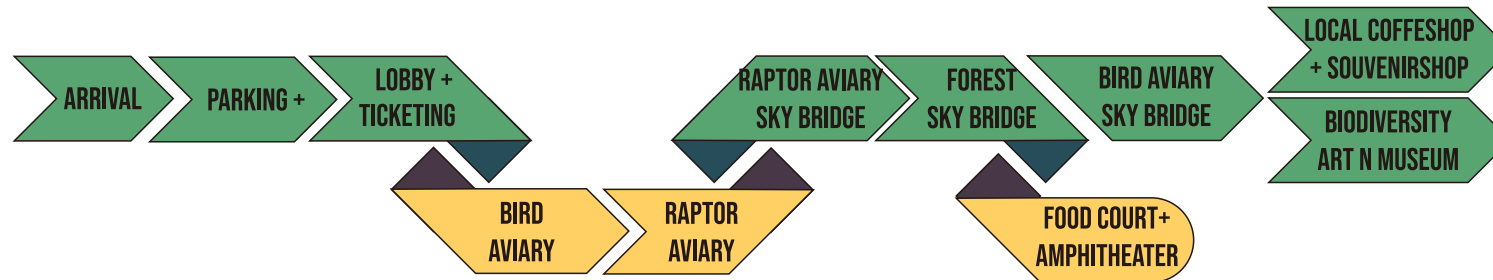 ARRIVAL
PARKING +
LOBBY +
TICKETING
BIRD
AVIARY
RAPTOR
AVIARY
RAPTOR AVIARY
SKY BRIDGE
FOREST
SKY BRIDGE
FOOD COURT+
AMPHITHEATER
BIRD AVIARY
SKY BRIDGE
LOCAL COFFESHOP
+ SOUVENIRSHOP
BIODIVERSITY
ART N MUSEUM